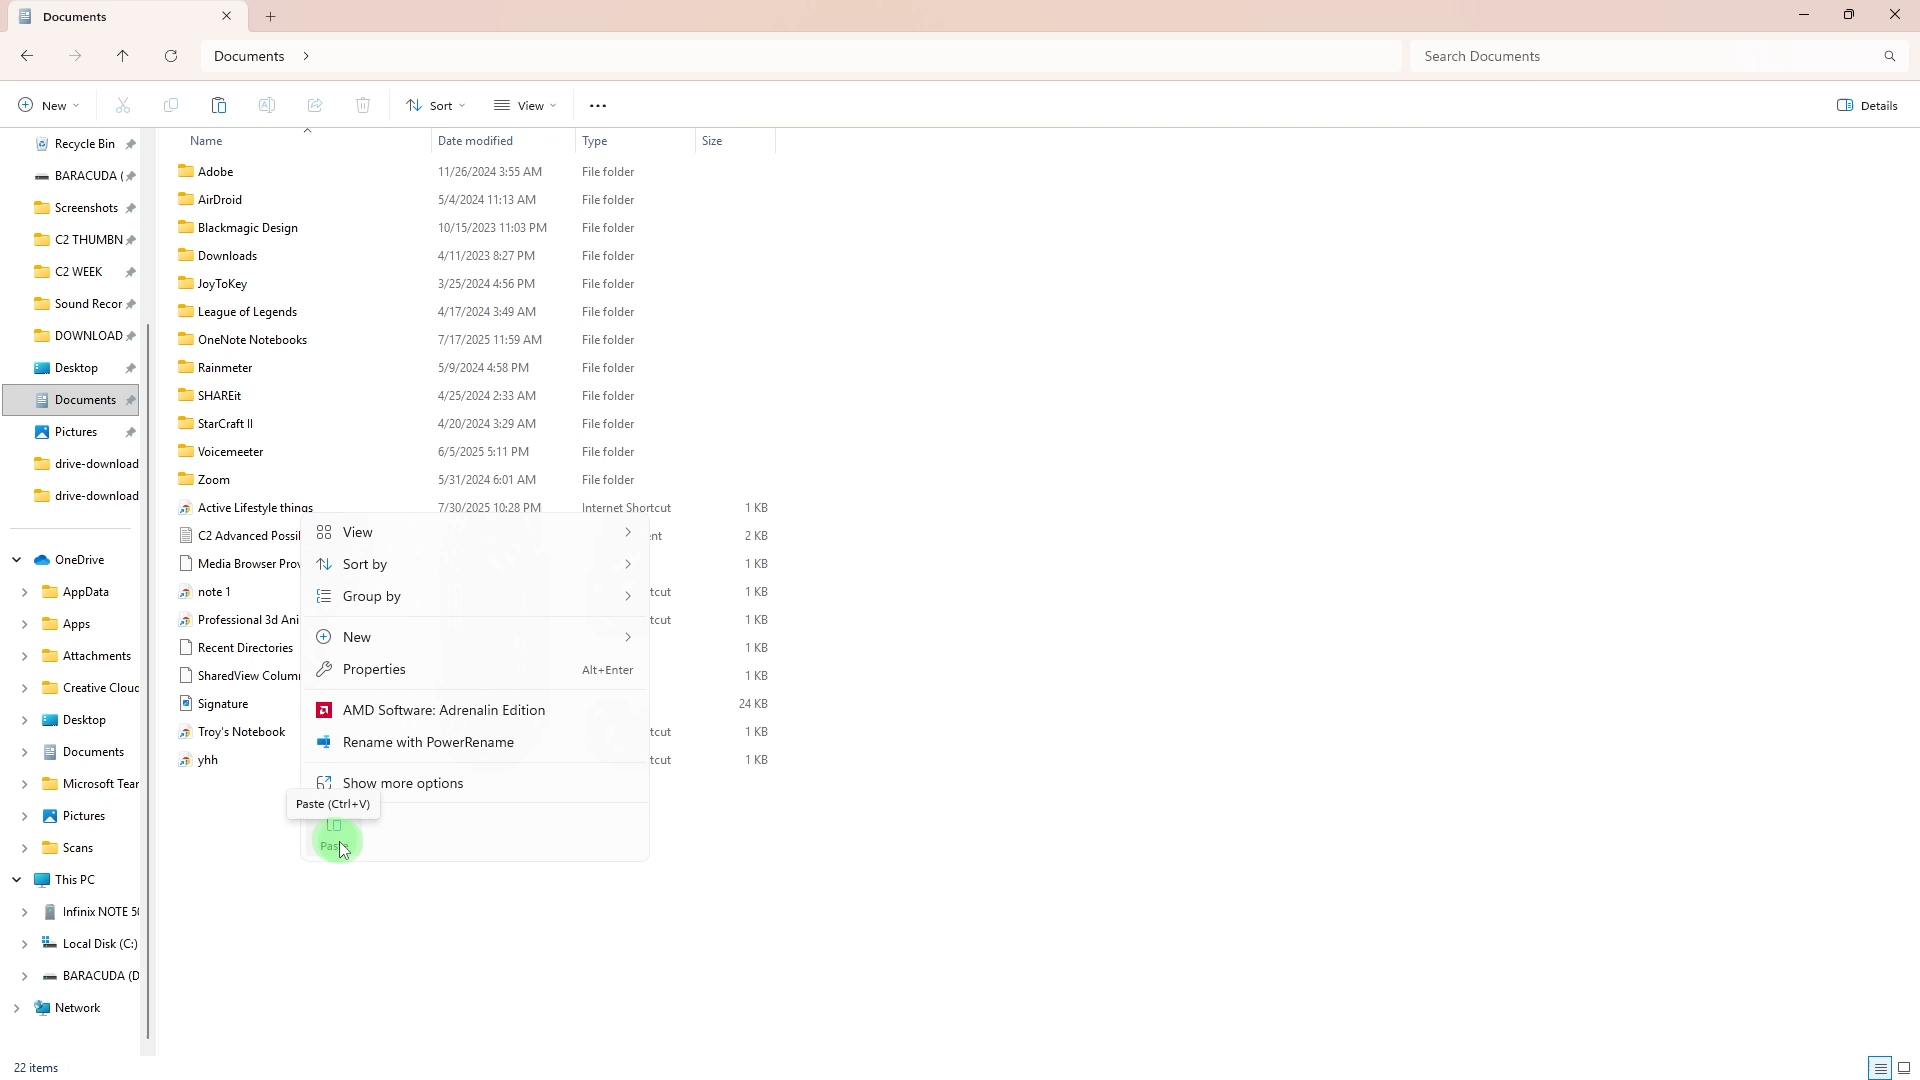 Documents
Documents
Search Documents
New
Sort
View
Details
Name
Date modified
Type
Size
Recycle Bin
BARACUDA (
Screenshots
C2 THUMBN
C2 WEEK
Sound Recor
DOWNLOAD
Desktop
Documents
Pictures
drive-download
drive-download
OneDrive
AppData
Apps
Attachments
Creative Cloud
Desktop
Documents
Microsoft Tear
Pictures
Scans
This PC
Infinix NOTE 50
Local Disk (C:)
BARACUDA (D
Network
Adobe 11/26/2024 3:55 AM File folder
AirDroid 5/4/2024 11:13 AM File folder
Blackmagic Design 10/15/2023 11:03 PM File folder
Downloads 4/11/2023 8:27 PM File folder
JoyToKey 3/25/2024 4:56 PM File folder
League of Legends 4/17/2024 3:49 AM File folder
OneNote Notebooks 7/17/2025 11:59 AM File folder
Rainmeter 5/9/2024 4:58 PM File folder
SHAREit 4/25/2024 2:33 AM File folder
StarCraft II 4/20/2024 3:29 AM File folder
Voicemeeter 6/5/2025 5:11 PM File folder
Zoom 5/31/2024 6:01 AM File folder
Active Lifestyle things 7/30/2025 10:28 PM Internet Shortcut 1 KB
C2 Advanced Possil ent 2 KB
Media Browser Prov 1 KB
note 1 tcut 1 KB
Professional 3d Ani tcut 1 KB
Recent Directories 1 KB
SharedView Colum 1 KB
Signature 24 KB
Troy's Notebook tcut 1 KB
yhh tcut 1 KB
View
Sort by
Group by
New
Properties Alt+Enter
AMD Software: Adrenalin Edition
Rename with PowerRename
Show more options
Paste (Ctrl+V)
Paste
22 items